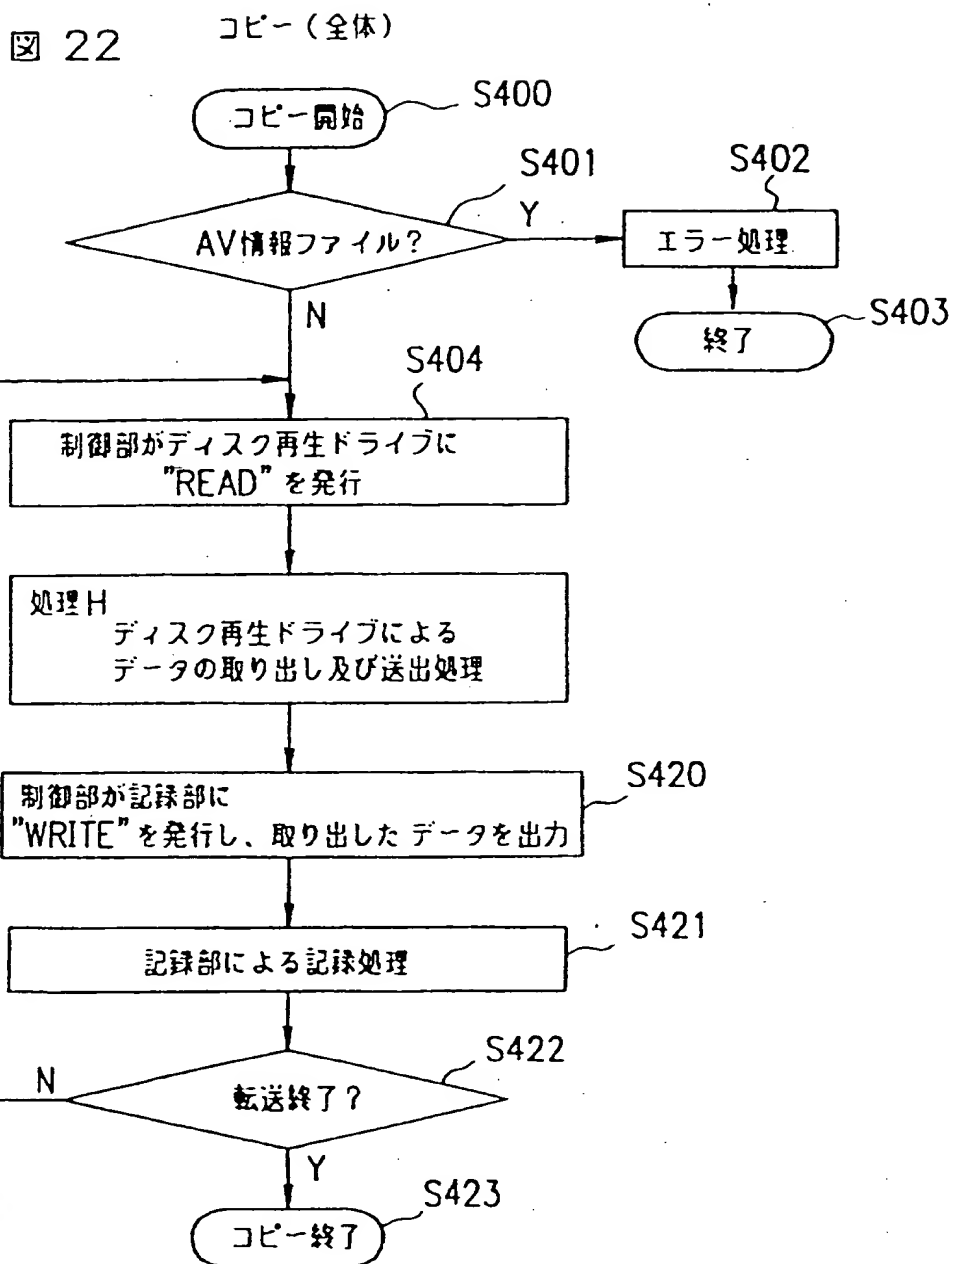 図 22
コピー(全体)
コピー開始
S400
AV情報ファイル?
S401
Y
N
エラー処理
S402
終了
S403
S404
制御部がディスク再生ドライブに
"READ"を発行
処理H
ディスク再生ドライブによる
データの取り出し及び送出処理
S420
制御部が記録部に
"WRITE"を発行し、取り出したデータを出力
S421
記録部による記録処理
S422
転送終了?
N
Y
S423
コピー終了